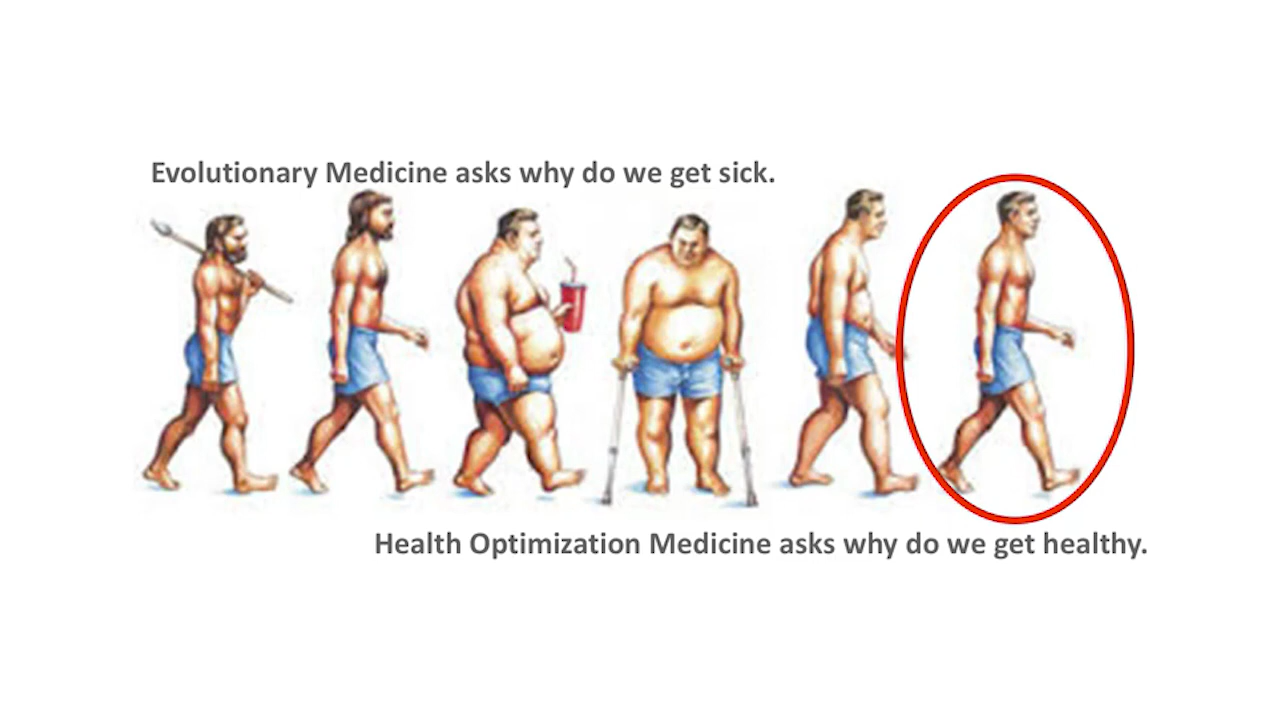 Evolutionary Medicine asks why do we get sick.
Health Optimization Medicine asks why do we get healthy.